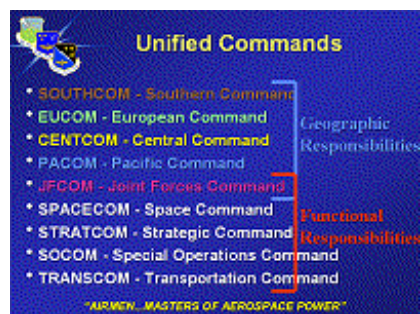 Unified Commands
* SOUTHCOM - Southern Command
* EUCOM - European Command
* CENTCOM - Central Command
* PACOM - Pacific Command
* JFCOM - Joint Forces Command
* SPACECOM - Space Command
* STRATCOM - Strategic Command
* SOCOM - Special Operations Command
* TRANSCOM - Transportation Command
Geographic
Responsibilities
Functional
Responsibilities
"AIRMEN...MASTERS OF AEROSPACE POWER"